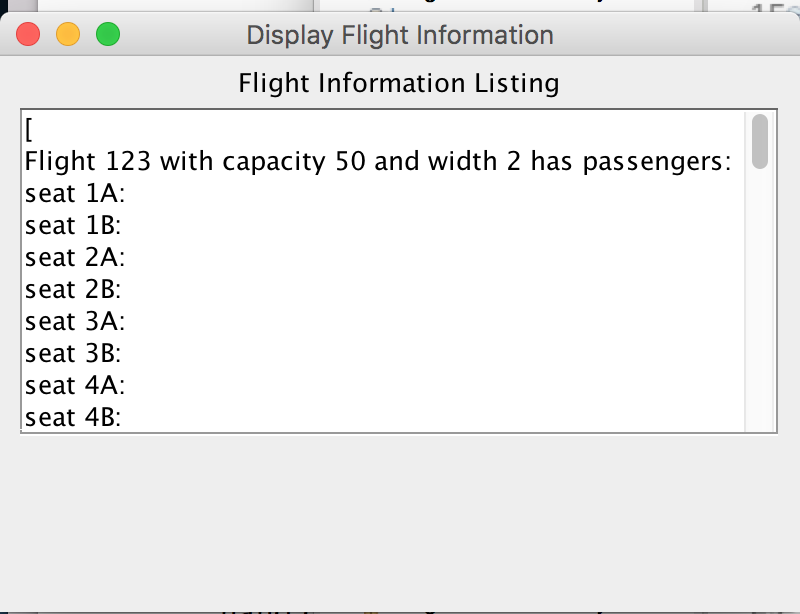 Display Flight Information
Flight Information Listing
[
Flight 123 with capacity 50 and width 2 has passengers:
seat 1A:
seat 1B:
seat 2A:
seat 2B:
seat 3A:
seat 3B:
seat 4A:
seat 4B: